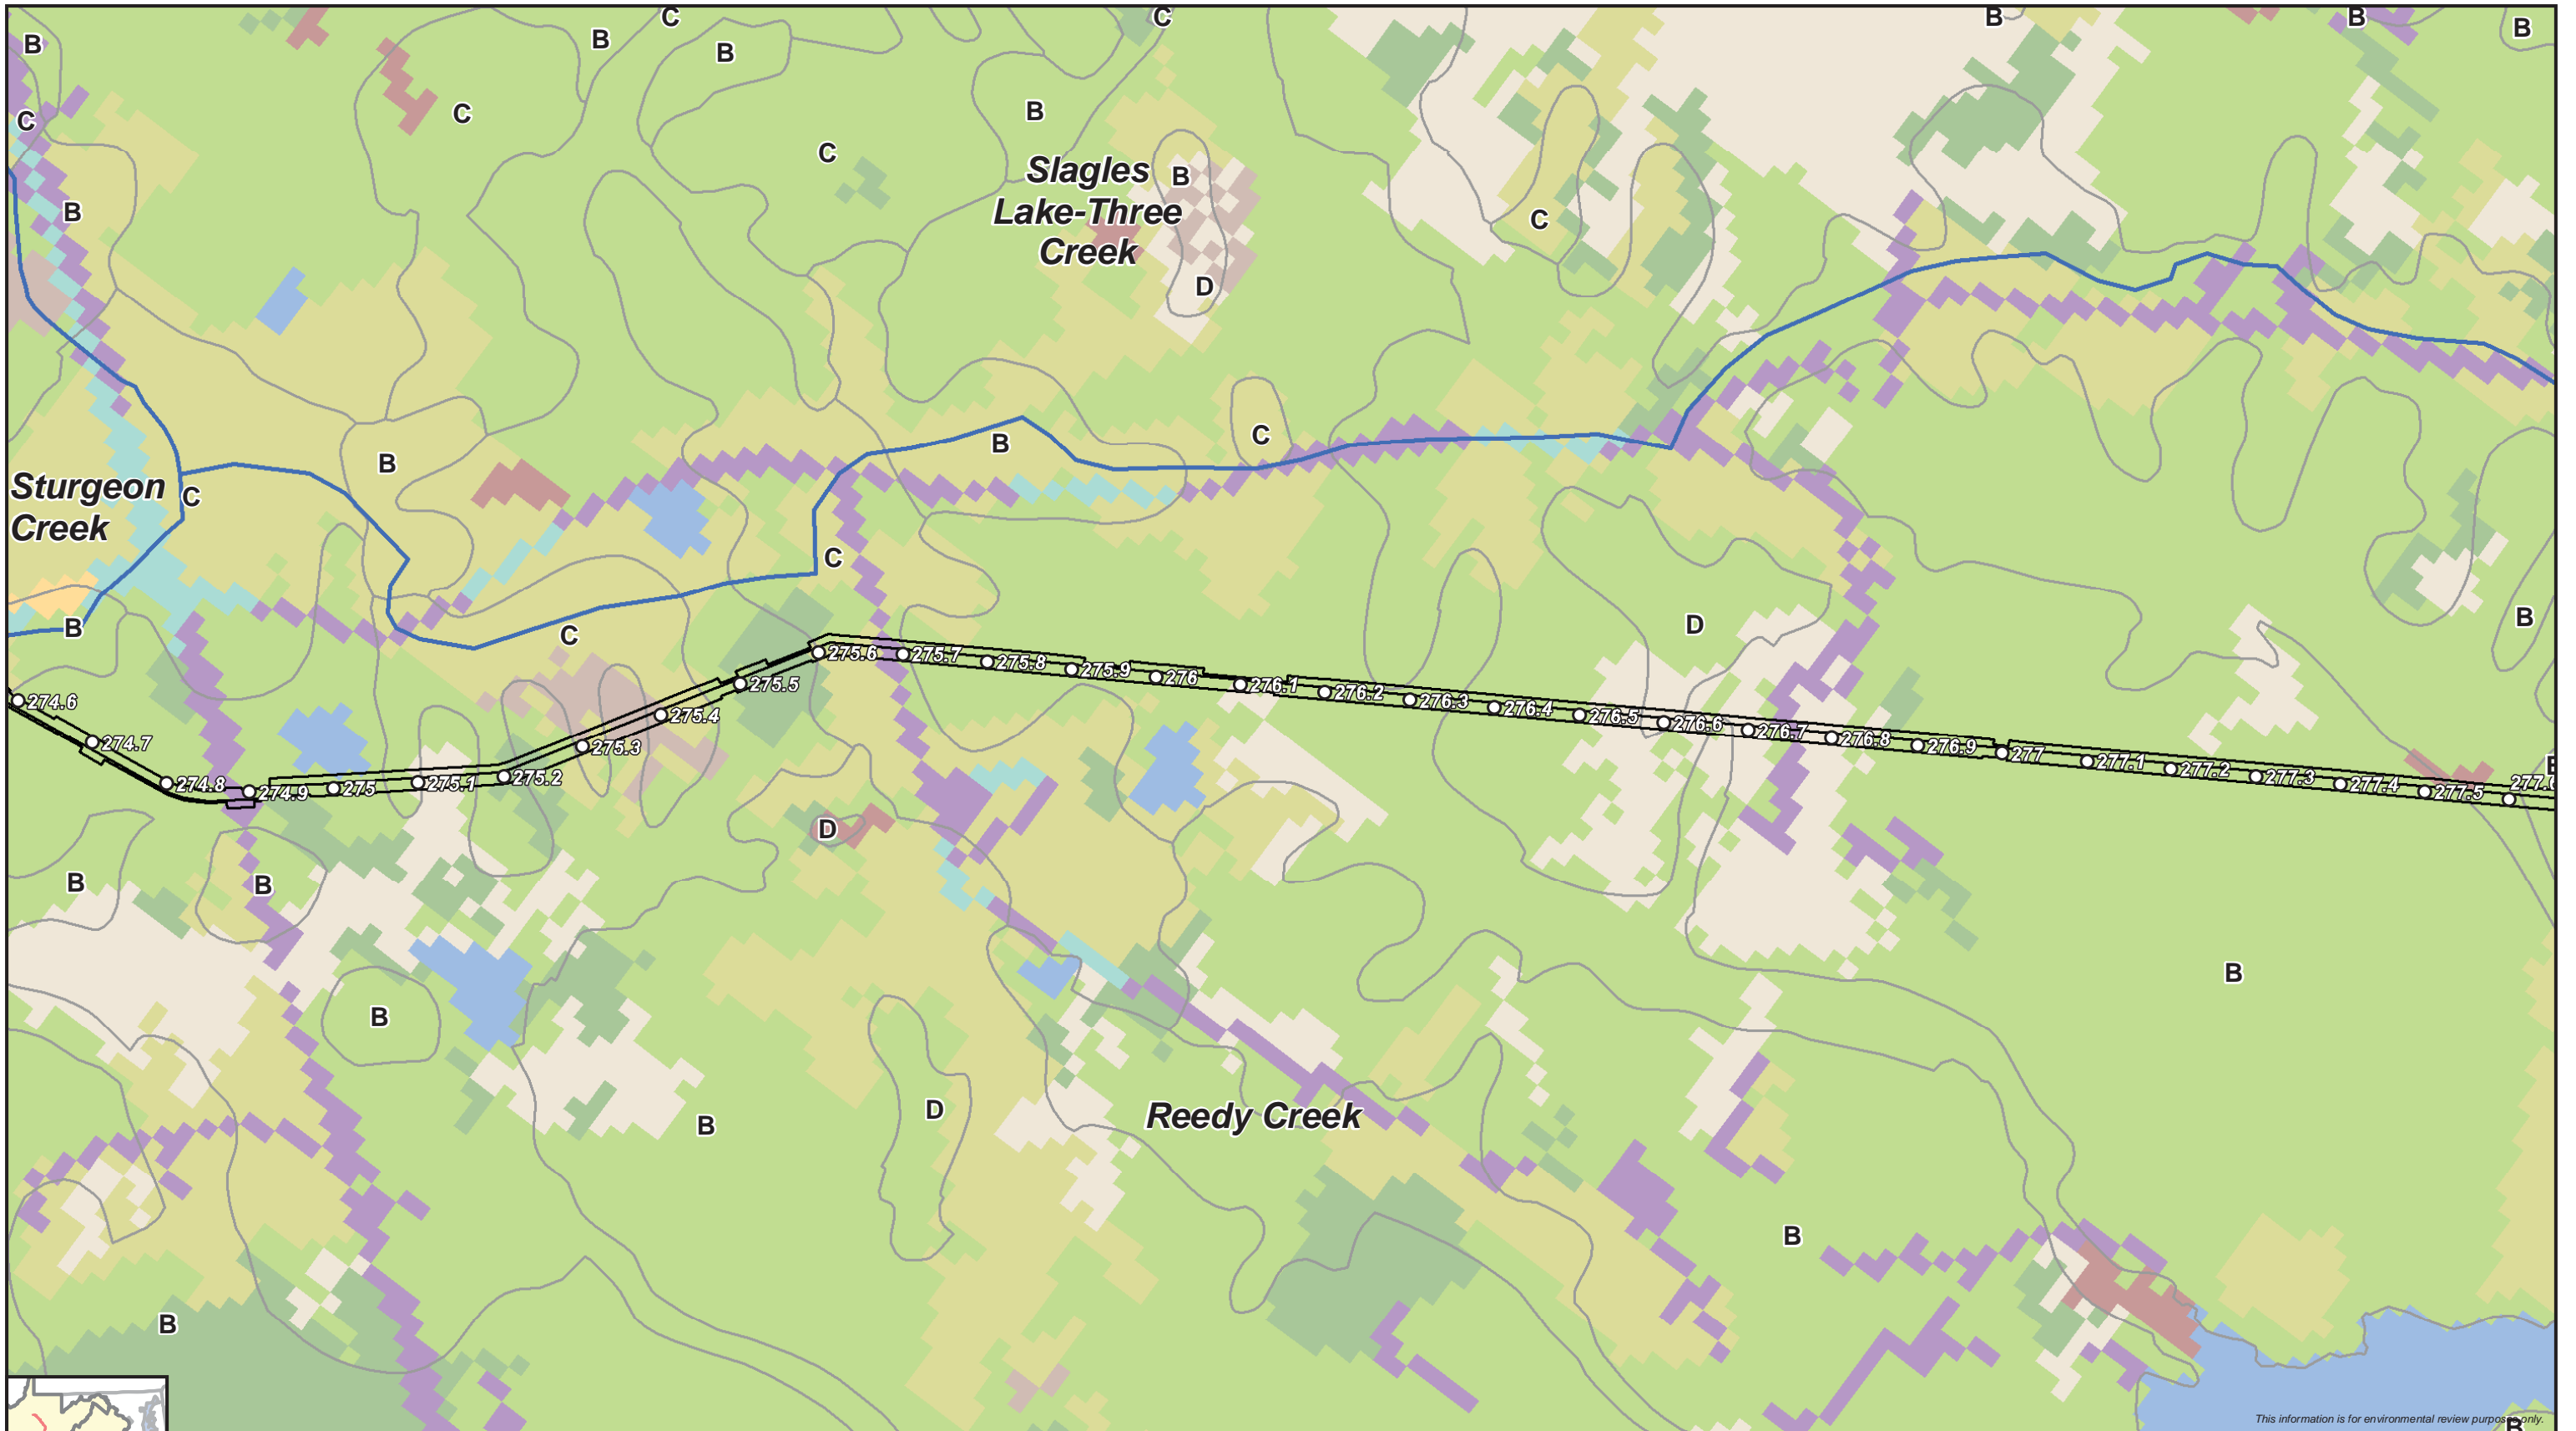 C
C
B
B
B
B
B
B
B
C
C
B
C
C
Slagles
Lake-Three
Creek
B
B
C
D
C
B
B
Sturgeon
Creek
C
C
B
C
B
D
B
274.6
274.7
274.8
274.9
275
275.1
275.2
275.3
275.4
275.5
275.6
275.7
275.8
275.9
276
276.1
276.2
276.3
276.4
276.5
276.6
276.7
276.8
276.9
277
277.1
277.2
277.3
277.4
277.5
D
B
B
B
B
D
B
Reedy Creek
B
B
This information is for environmental review purposes only.
B